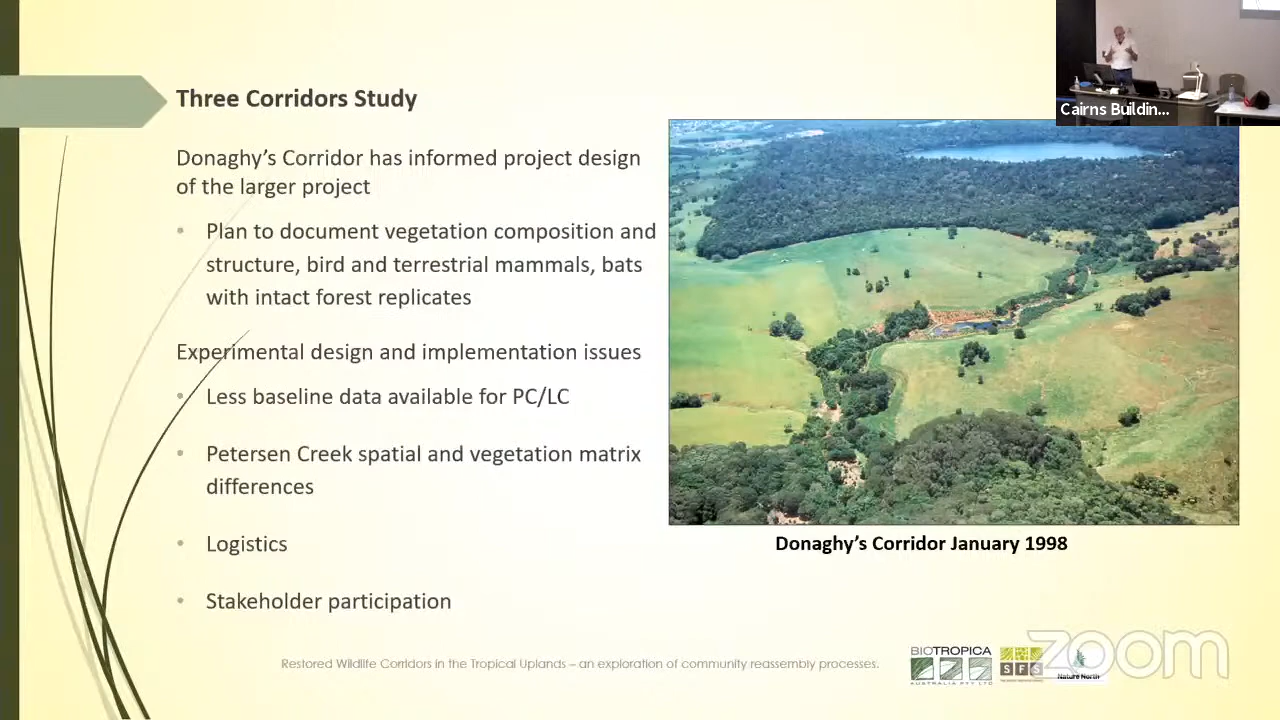 Three Corridors Study
Donaghy's Corridor has informed project design
of the larger project
• Plan to document vegetation composition and
structure, bird and terrestrial mammals, bats
with intact forest replicates
Experimental design and implementation issues
• Less baseline data available for PC/LC
• Petersen Creek spatial and vegetation matrix
differences
• Logistics
• Stakeholder participation
Cairns Buildin...
Donaghy's Corridor January 1998
Restored Wildlife Corridors in the Tropical Uplands – an exploration of community reassembly processes.
BIOTROPICA
AUSTRALIA PTY LTD
SFS
Nature North
zoom